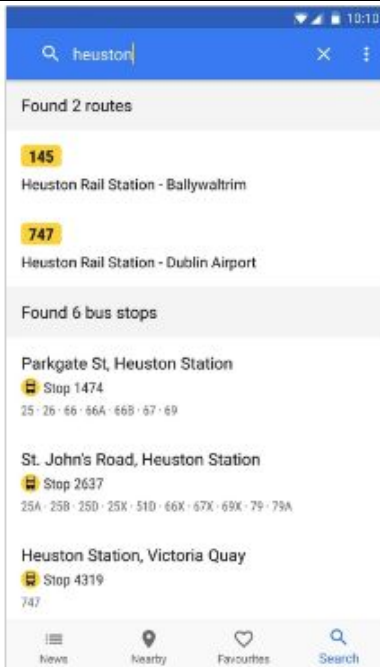 10:10
heuston
Found 2 routes
145
Heuston Rail Station - Ballywaltrim
747
Heuston Rail Station - Dublin Airport
Found 6 bus stops
Parkgate St, Heuston Station
Stop 1474
25 · 26 · 66 · 66A · 66B · 67 · 69
St. John's Road, Heuston Station
Stop 2637
25A · 25B · 25D · 25X · 51D · 66X · 67X · 69X · 79 · 79A
Heuston Station, Victoria Quay
Stop 4319
747
News Nearby Favourites Search